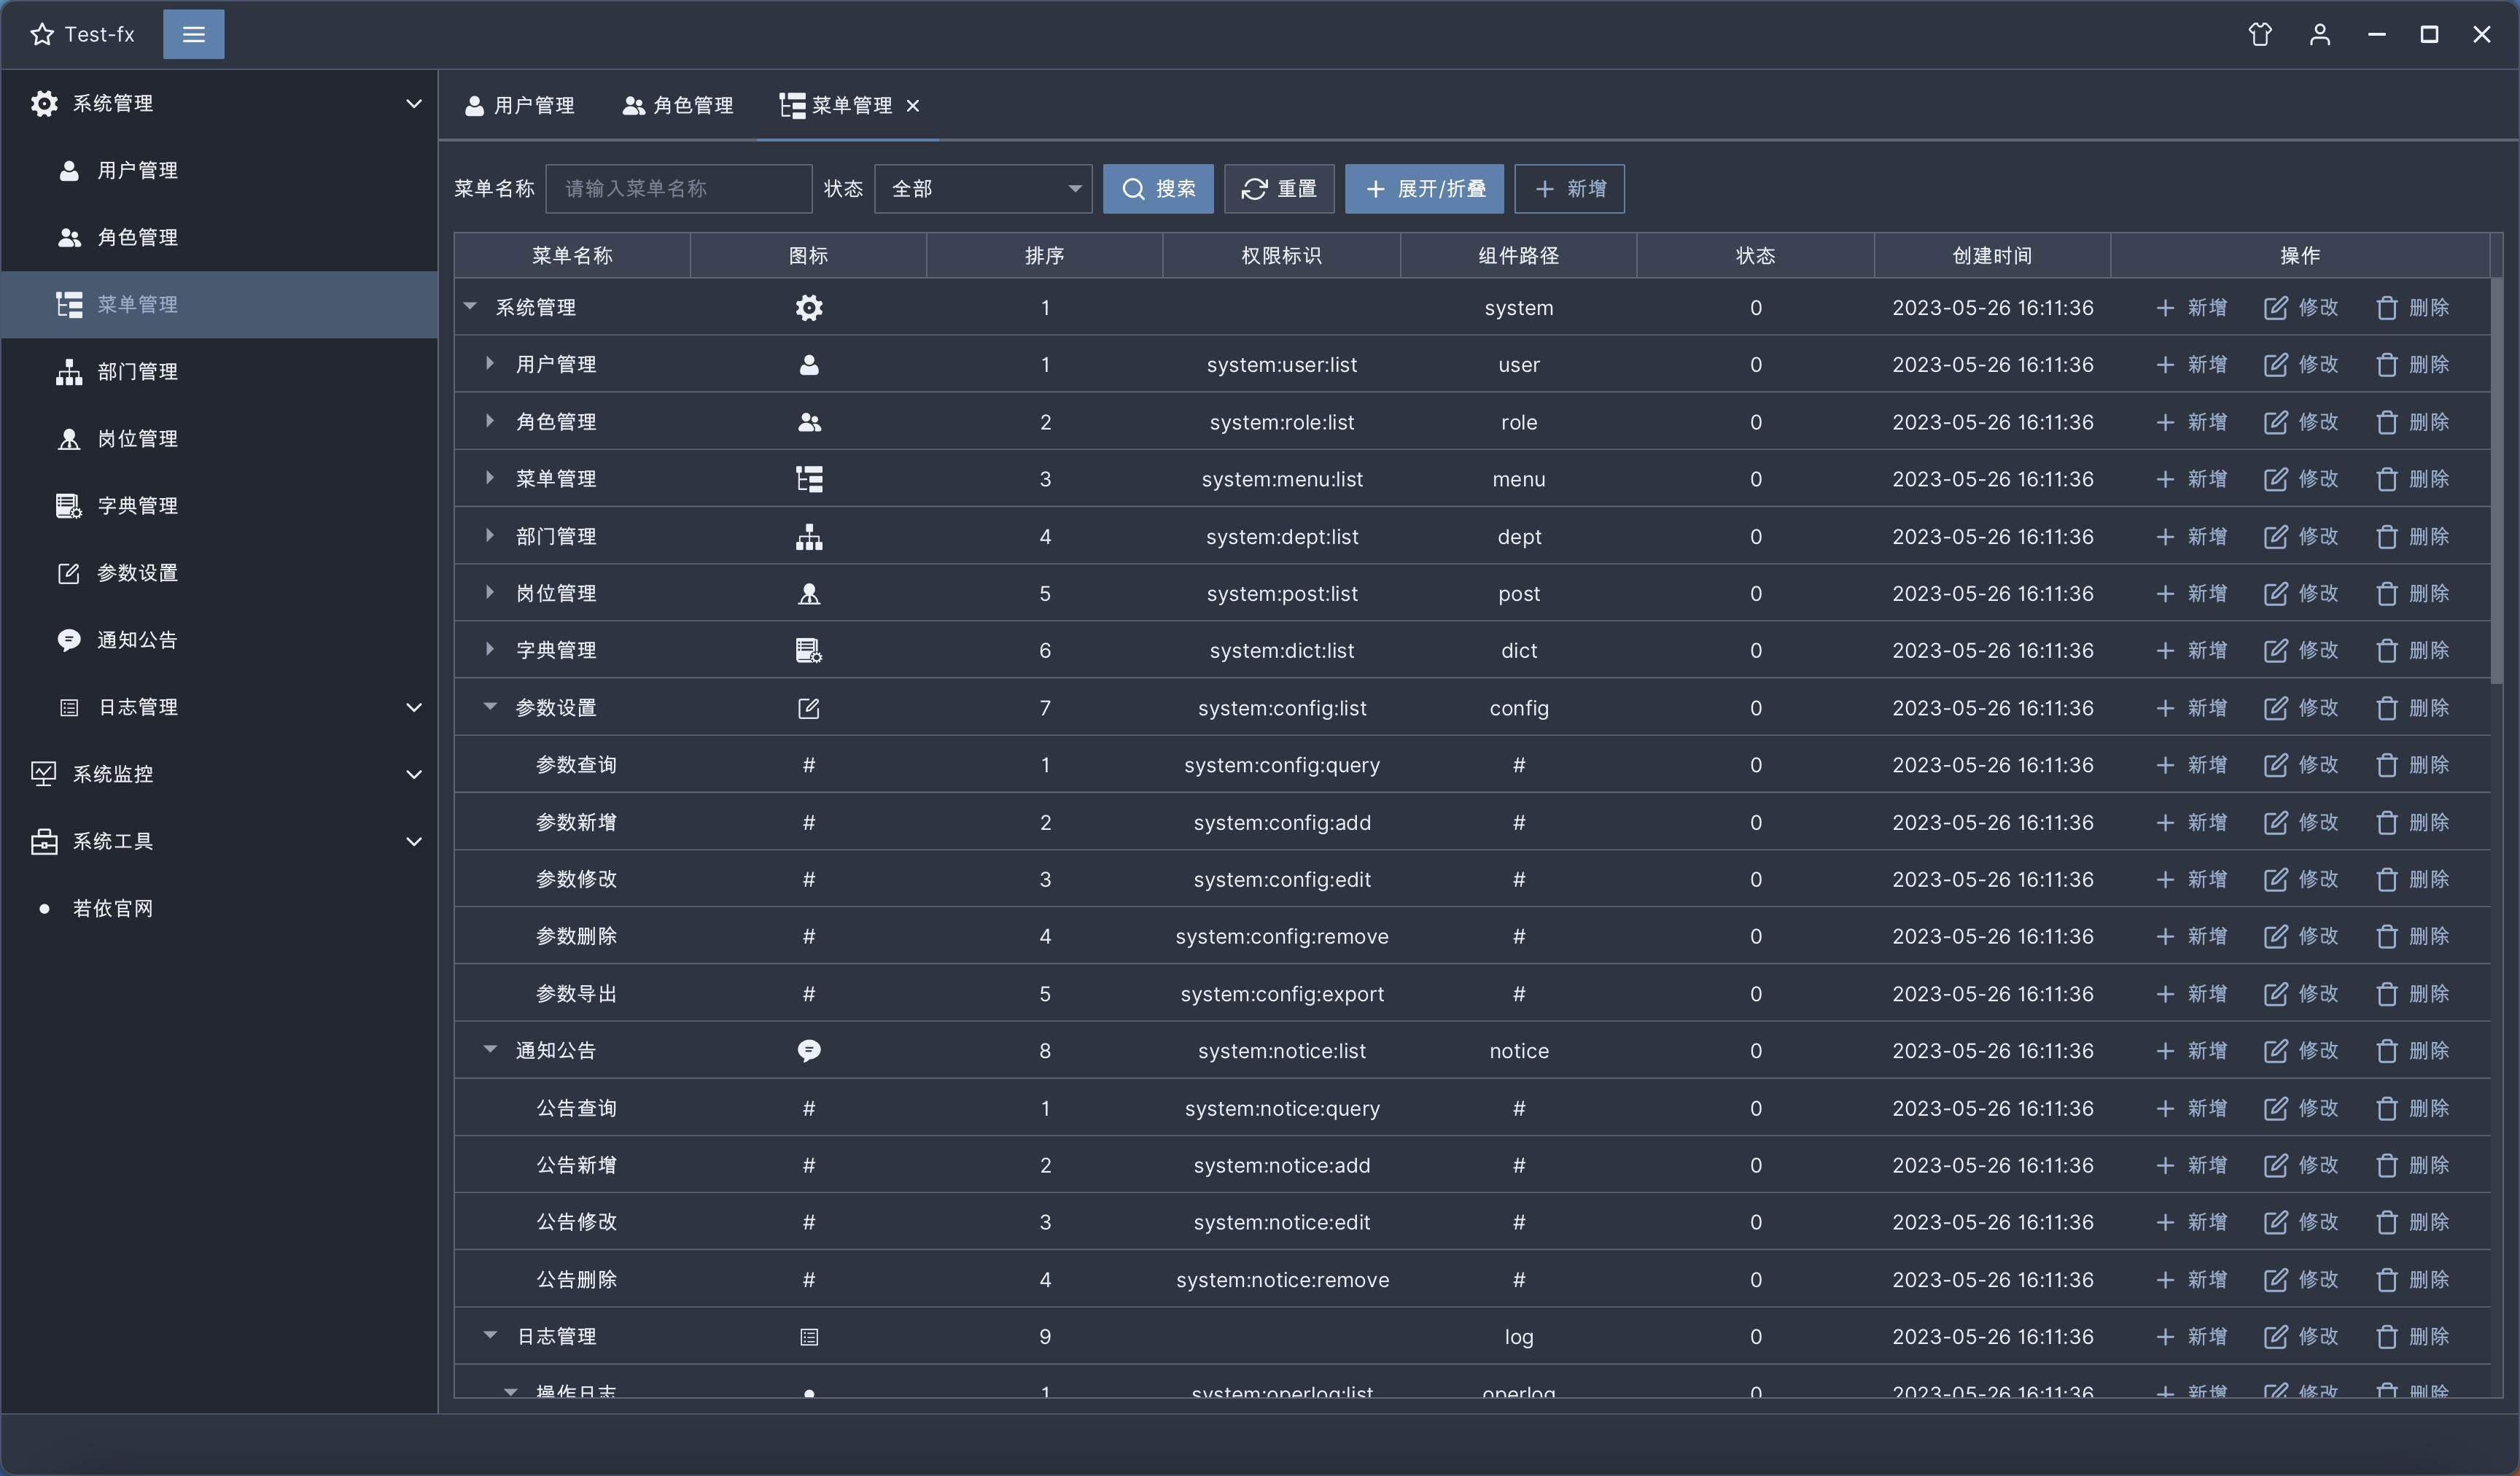 Test-fx
系统管理
用户管理
角色管理
菜单管理
部门管理
岗位管理
字典管理
参数设置
通知公告
日志管理
系统监控
系统工具
若依官网
用户管理 角色管理 菜单管理
菜单名称 请输入菜单名称 状态 全部 搜索 重置 展开/折叠 新增
菜单名称 图标 排序 权限标识 组件路径 状态 创建时间 操作
系统管理 1 system 0 2023-05-26 16:11:36 新增 修改 删除
用户管理 1 system:user:list user 0 2023-05-26 16:11:36 新增 修改 删除
角色管理 2 system:role:list role 0 2023-05-26 16:11:36 新增 修改 删除
菜单管理 3 system:menu:list menu 0 2023-05-26 16:11:36 新增 修改 删除
部门管理 4 system:dept:list dept 0 2023-05-26 16:11:36 新增 修改 删除
岗位管理 5 system:post:list post 0 2023-05-26 16:11:36 新增 修改 删除
字典管理 6 system:dict:list dict 0 2023-05-26 16:11:36 新增 修改 删除
参数设置 7 system:config:list config 0 2023-05-26 16:11:36 新增 修改 删除
参数查询 # 1 system:config:query # 0 2023-05-26 16:11:36 新增 修改 删除
参数新增 # 2 system:config:add # 0 2023-05-26 16:11:36 新增 修改 删除
参数修改 # 3 system:config:edit # 0 2023-05-26 16:11:36 新增 修改 删除
参数删除 # 4 system:config:remove # 0 2023-05-26 16:11:36 新增 修改 删除
参数导出 # 5 system:config:export # 0 2023-05-26 16:11:36 新增 修改 删除
通知公告 8 system:notice:list notice 0 2023-05-26 16:11:36 新增 修改 删除
公告查询 # 1 system:notice:query # 0 2023-05-26 16:11:36 新增 修改 删除
公告新增 # 2 system:notice:add # 0 2023-05-26 16:11:36 新增 修改 删除
公告修改 # 3 system:notice:edit # 0 2023-05-26 16:11:36 新增 修改 删除
公告删除 # 4 system:notice:remove # 0 2023-05-26 16:11:36 新增 修改 删除
日志管理 9 log 0 2023-05-26 16:11:36 新增 修改 删除
操作日志 1 system:operlog:list operlog 0 2023-05-26 16:11:36 新增 修改 删除